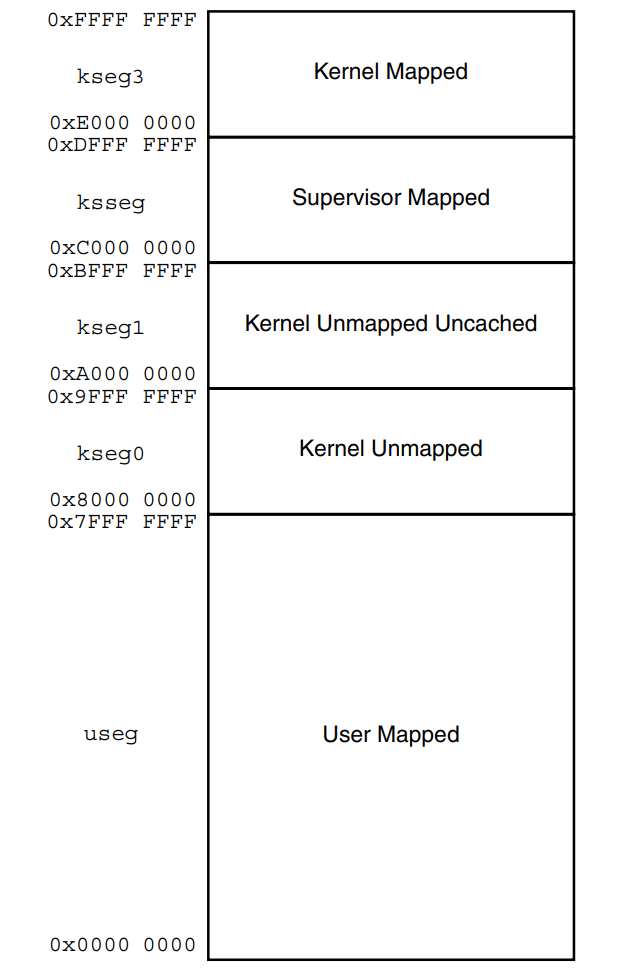 0xFFFF FFFF
kseg3
Kernel Mapped
0xE000 0000
0xDFFF FFFF
ksseg
Supervisor Mapped
0xC000 0000
0xBFFF FFFF
kseg1
Kernel Unmapped Uncached
0xA000 0000
0x9FFF FFFF
kseg0
Kernel Unmapped
0x8000 0000
0x7FFF FFFF
useg
User Mapped
0x0000 0000